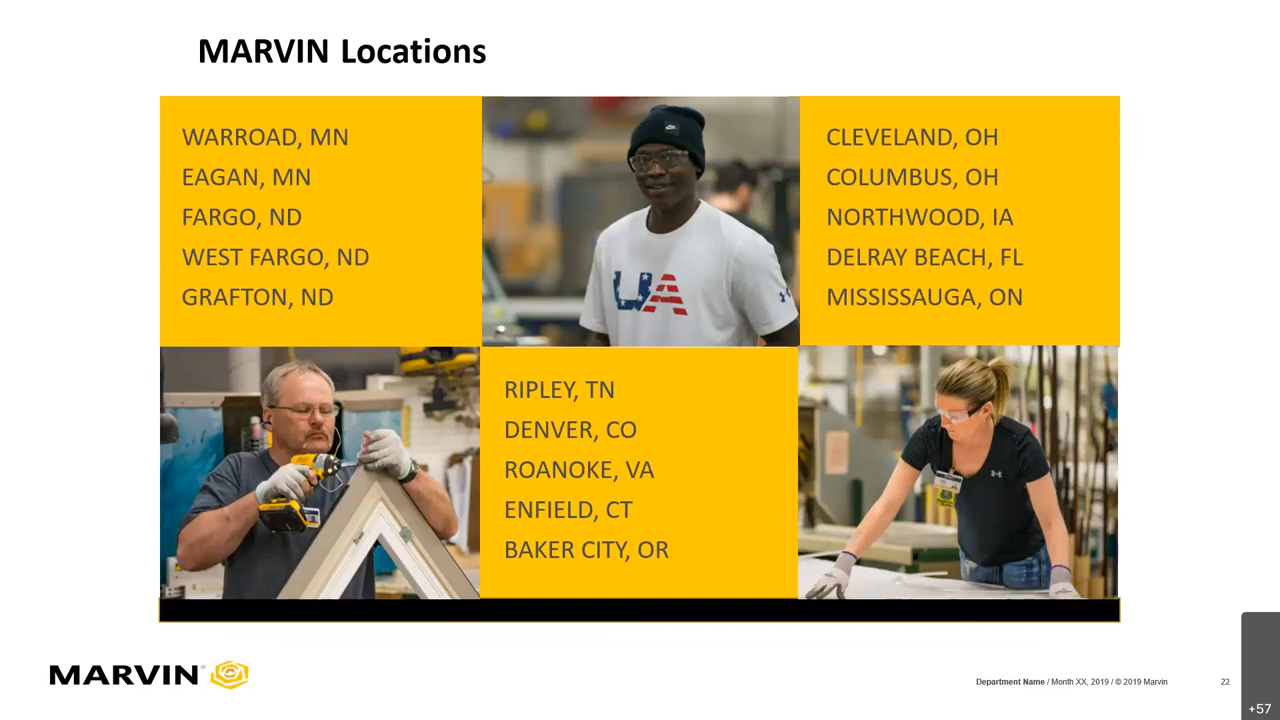 MARVIN Locations
WARROAD, MN
EAGAN, MN
FARGO, ND
WEST FARGO, ND
GRAFTON, ND
UA
CLEVELAND, OH
COLUMBUS, OH
NORTHWOOD, IA
DELRAY BEACH, FL
MISSISSAUGA, ON
RIPLEY, TN
DENVER, CO
ROANOKE, VA
ENFIELD, CT
BAKER CITY, OR
MARVIN®
Department Name / Month XX, 2019 / © 2019 Marvin
22
+57